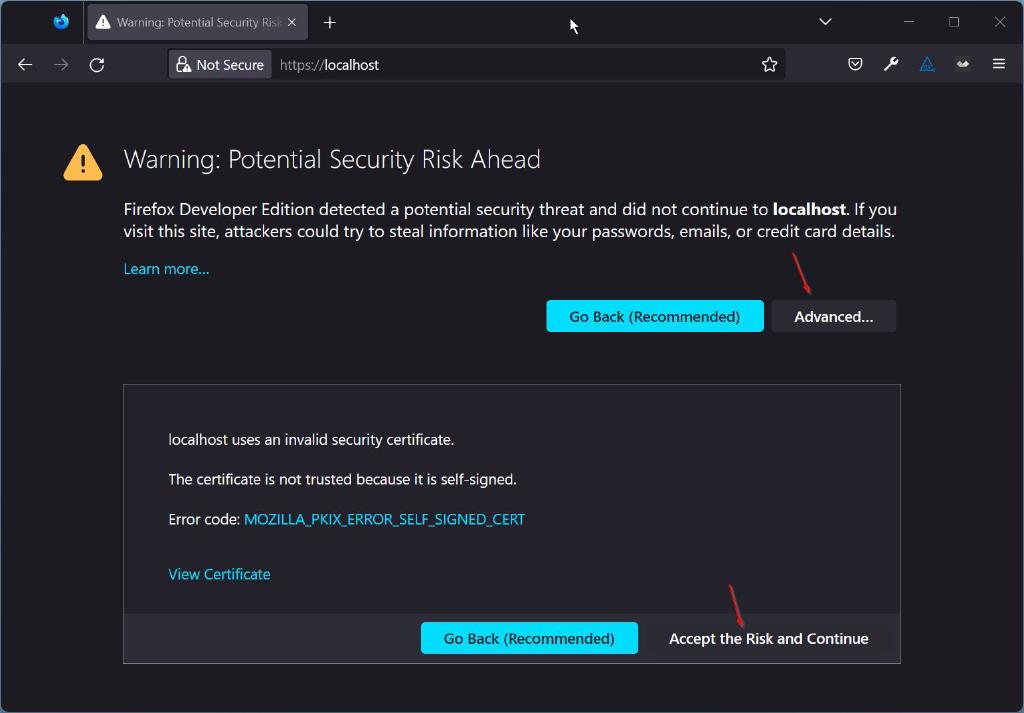 Warning: Potential Security Risk
Not Secure
https://localhost
Warning: Potential Security Risk Ahead
Firefox Developer Edition detected a potential security threat and did not continue to localhost. If you
visit this site, attackers could try to steal information like your passwords, emails, or credit card details.
Learn more...
Go Back (Recommended)
Advanced...
localhost uses an invalid security certificate.
The certificate is not trusted because it is self-signed.
Error code: MOZILLA_PKIX_ERROR_SELF_SIGNED_CERT
View Certificate
Go Back (Recommended)
Accept the Risk and Continue